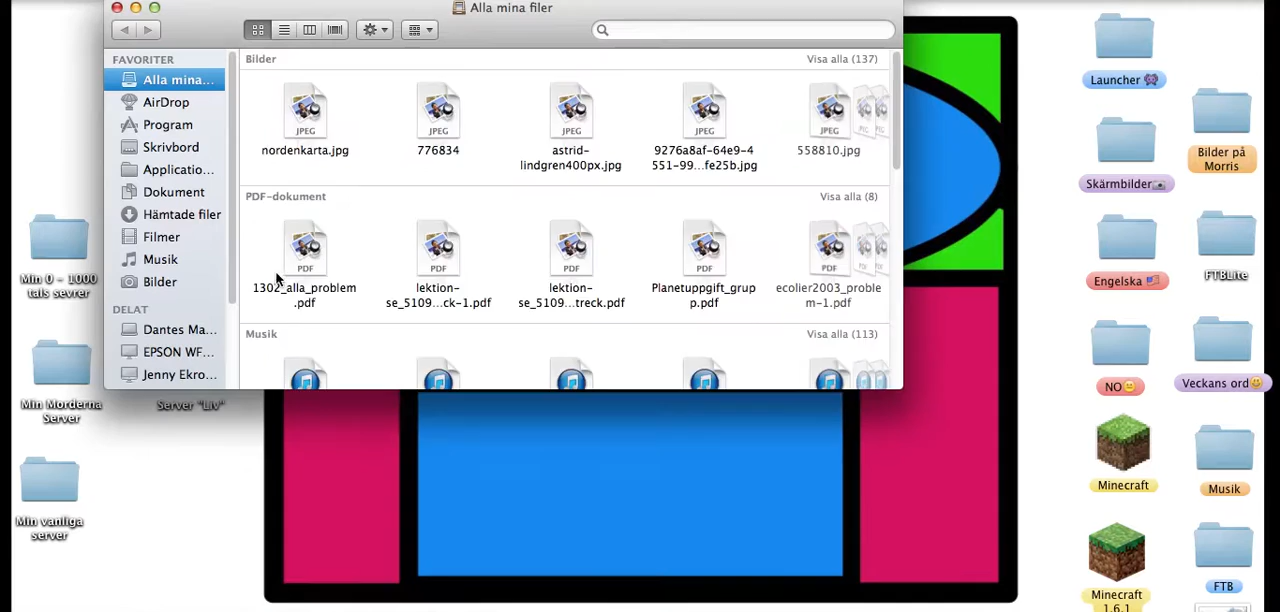 Alla mina filer
FAVORITER
Alla mina...
AirDrop
Program
Skrivbord
Applicatio...
Dokument
Hämtade filer
Filmer
Musik
Bilder
DELAT
Dantes Ma...
EPSON WF...
Jenny Ekro...
Bilder
Visa alla (137)
JPEG
JPEG
JPEG
JPEG
JPEG
nordenkarta.jpg
776834
astrid-
lindgren400px.jpg
9276a8af-64e9-4
551-99...fe25b.jpg
558810.jpg
PDF-dokument
Visa alla (8)
PDF
PDF
PDF
PDF
PDF
1302_alla_problem
.pdf
lektion-
se_5109...ck-1.pdf
lektion-
se_5109...treck.pdf
Planetuppgift_grup
p.pdf
ecolier2003_proble
m-1.pdf
Musik
Visa alla (113)
Min 0 - 1000
tals sevrer
Min Morderna
Server
Server "Liv"
Min vanliga
server
Launcher 👾
Bilder på
Morris
Skärmbilder📷
Engelska 🇺🇸
FTBLite
NO😑
Veckans ord😃
Minecraft
Musik
Minecraft
1.6.1
FTB